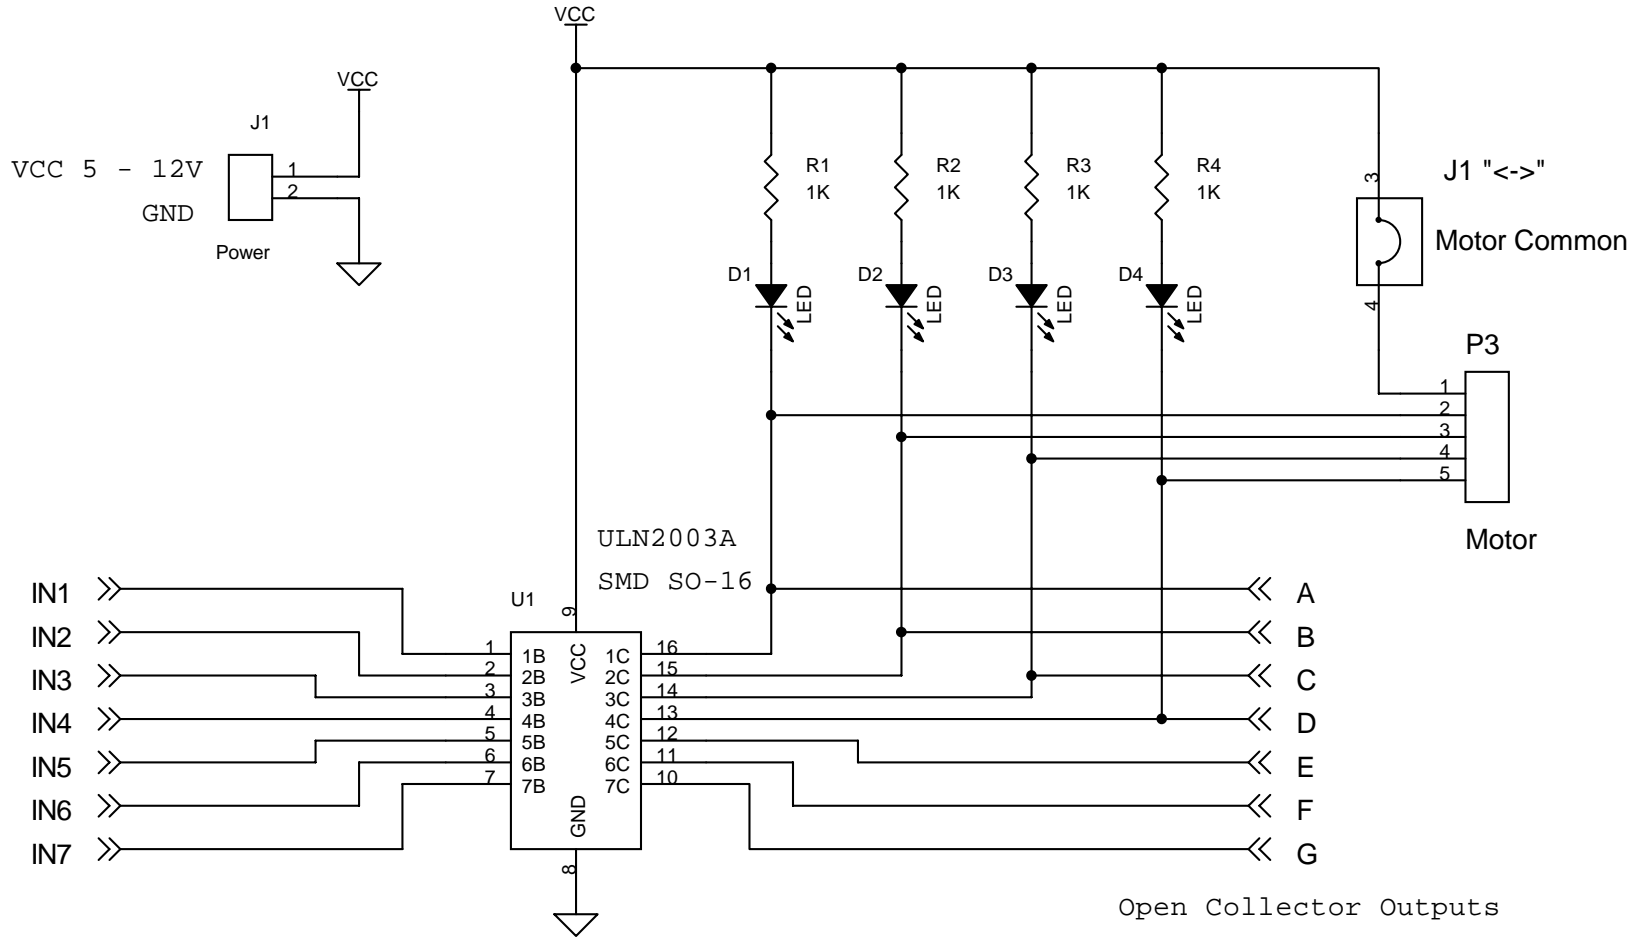 VCC
VCC
J1
VCC 5 - 12V
1
2
GND
Power
R1
1K
R2
1K
R3
1K
R4
1K
D1
LED
D2
LED
D3
LED
D4
LED
3
J1 "<->"
Motor Common
4
P3
1
2
3
4
5
Motor
ULN2003A
SMD SO-16
U1
9
VCC
IN1
IN2
IN3
IN4
IN5
IN6
IN7
1
2
3
4
5
6
7
1B
2B
3B
4B
5B
6B
7B
1C
2C
3C
4C
5C
6C
7C
16
15
14
13
12
11
10
GND
8
A
B
C
D
E
F
G
Open Collector Outputs